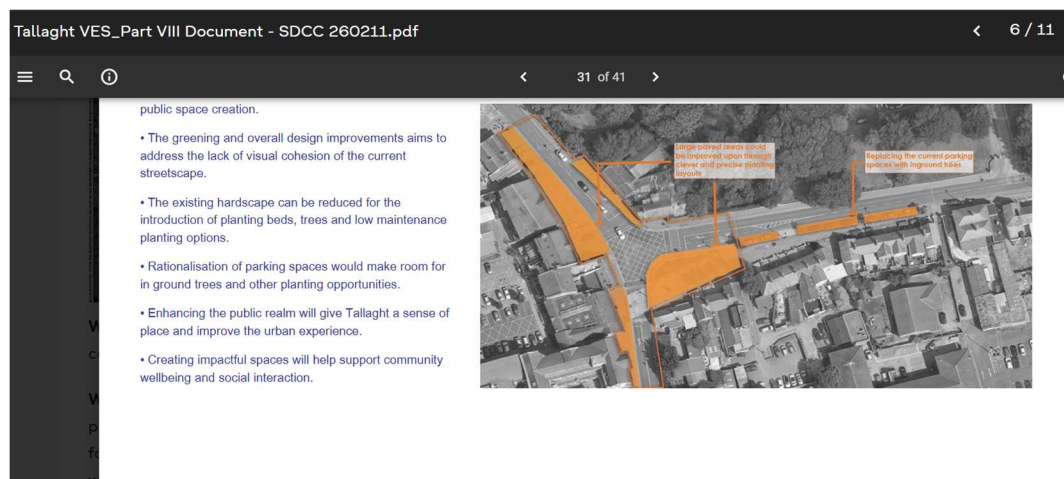 Tallaght VES_Part VIII Document - SDCC 260211.pdf
6 / 11
31 of 41
public space creation.
• The greening and overall design improvements aims to
address the lack of visual cohesion of the current
streetscape.
• The existing hardscape can be reduced for the
introduction of planting beds, trees and low maintenance
planting options.
• Rationalisation of parking spaces would make room for
in ground trees and other planting opportunities.
• Enhancing the public realm will give Tallaght a sense of
place and improve the urban experience.
• Creating impactful spaces will help support community
wellbeing and social interaction.
Large paved areas could
be improved upon through
clever and precise planting
layouts
Replacing the current parking
spaces with inground trees